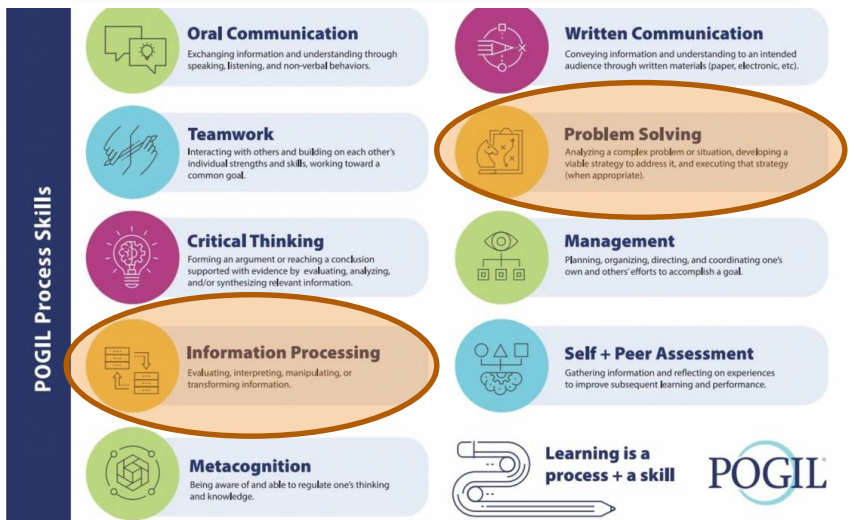 POGIL Process Skills
Oral Communication
Exchanging information and understanding through
speaking, listening, and non-verbal behaviors.
Teamwork
Interacting with others and building on each other's
individual strengths and skills, working toward a
common goal.
Critical Thinking
Forming an argument or reaching a conclusion
supported with evidence by evaluating, analyzing,
and/or synthesizing relevant information.
Information Processing
Evaluating, interpreting, manipulating, or
transforming information.
Metacognition
Being aware of and able to regulate one's thinking
and knowledge.
Written Communication
Conveying information and understanding to an intended
audience through written materials (paper, electronic, etc).
Problem Solving
Analyzing a complex problem or situation, developing a
viable strategy to address it, and executing that strategy
(when appropriate).
Management
Planning, organizing, directing, and coordinating one's
own and others' efforts to accomplish a goal.
Self + Peer Assessment
Gathering information and reflecting on experiences
to improve subsequent learning and performance.
Learning is a
process + a skill
POGIL